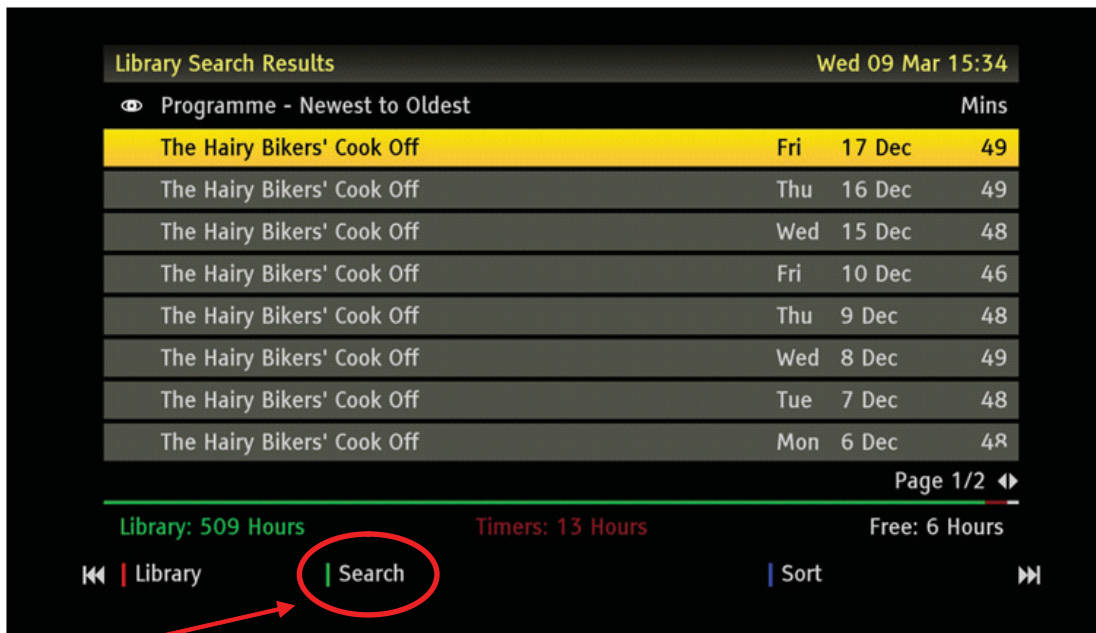 Library Search Results Wed 09 Mar 15:34
Programme - Newest to Oldest Mins
The Hairy Bikers' Cook Off Fri 17 Dec 49
The Hairy Bikers' Cook Off Thu 16 Dec 49
The Hairy Bikers' Cook Off Wed 15 Dec 48
The Hairy Bikers' Cook Off Fri 10 Dec 46
The Hairy Bikers' Cook Off Thu 9 Dec 48
The Hairy Bikers' Cook Off Wed 8 Dec 49
The Hairy Bikers' Cook Off Tue 7 Dec 48
The Hairy Bikers' Cook Off Mon 6 Dec 48
Page 1/2
Library: 509 Hours Timers: 13 Hours Free: 6 Hours
Library Search Sort